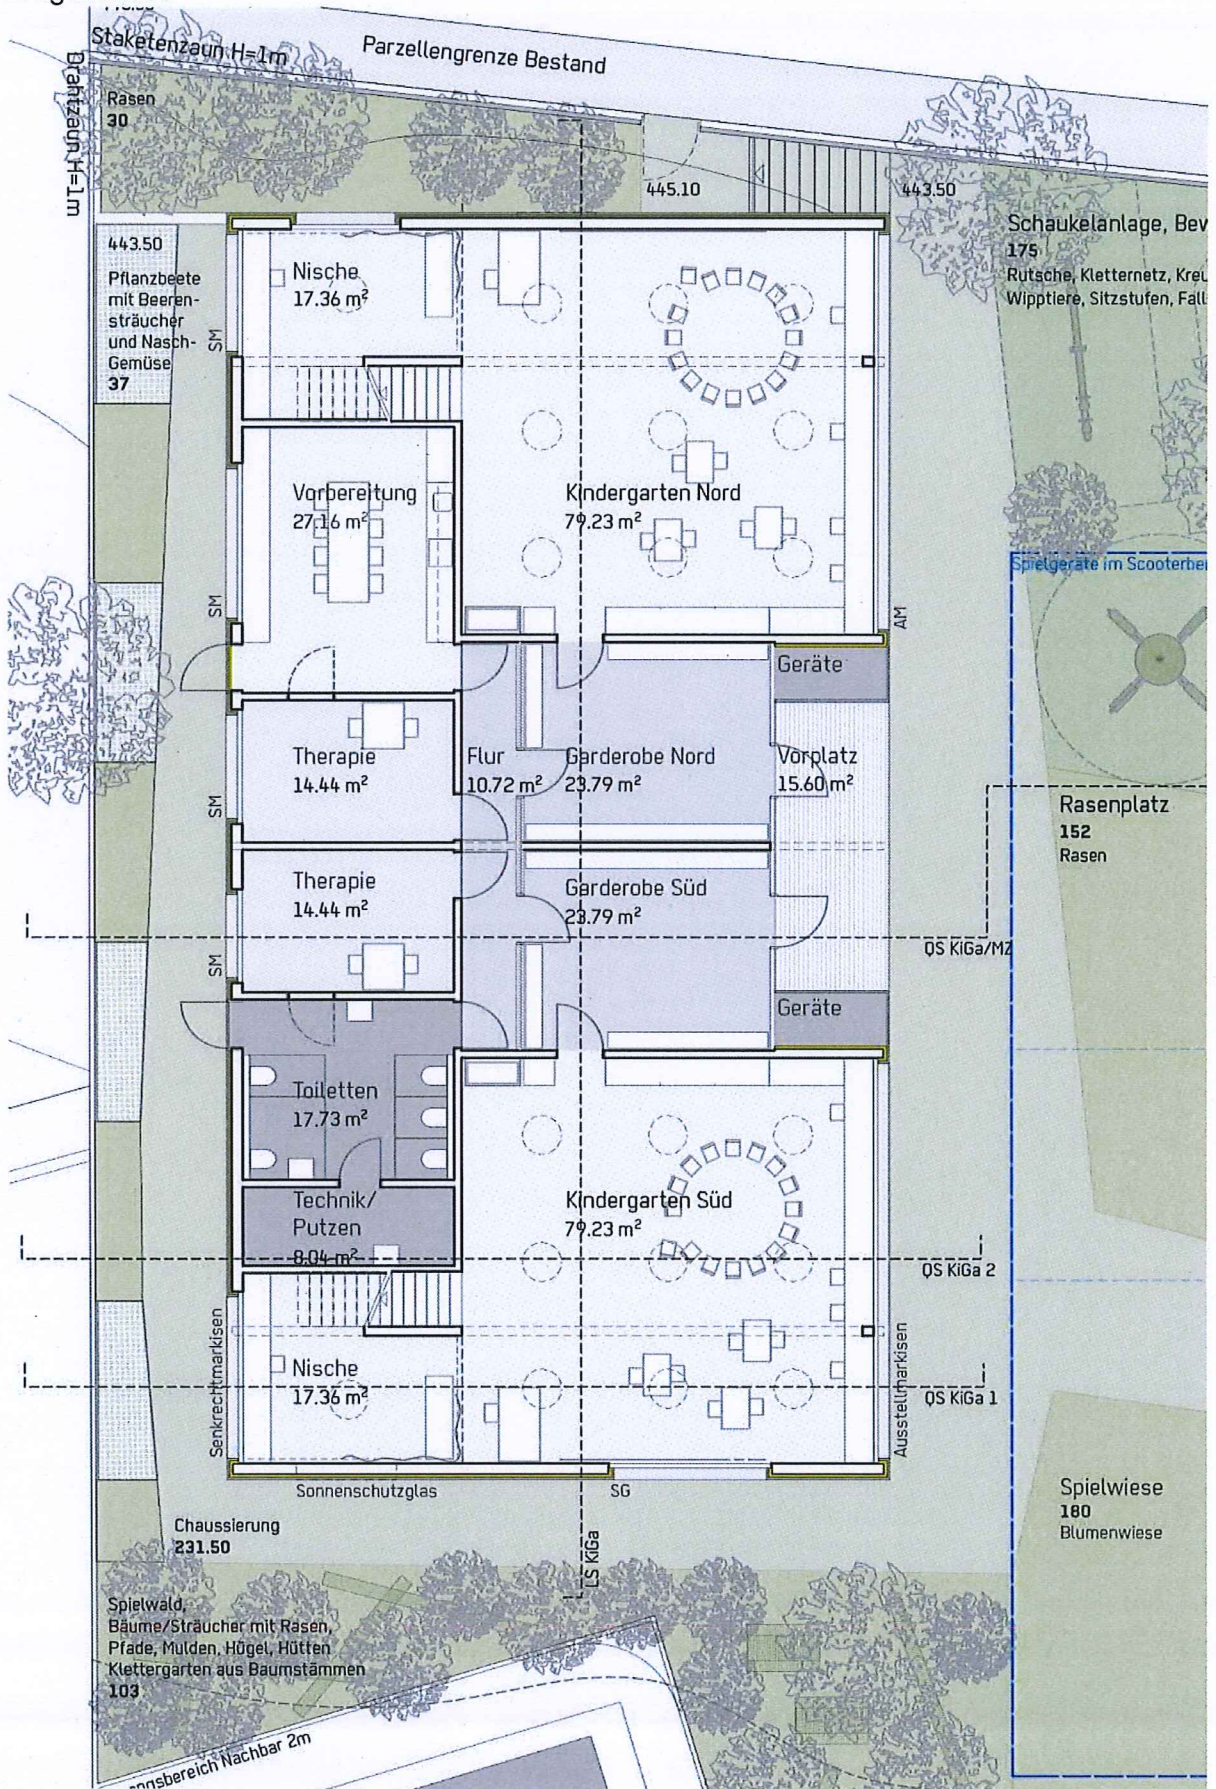 Staketenzaun H=1m
Parzellengrenze Bestand
Drahtzaun H=1m
Rasen
30
445.10
443.50
443.50
Pflanzbeete
mit Beeren-
sträucher
und Nasch-
Gemüse
37
Schaukelanlage,
175
Rutsche, Kletternetz,
Wipptiere, Sitzstufen,
Nische
17.36 m²
SM
Vorbereitung
27.16 m²
Kindergarten Nord
79.23 m²
Spielgeräte im
SM
AM
Geräte
Therapie
14.44 m²
Flur
10.72 m²
Garderobe Nord
23.79 m²
Vorplatz
15.60 m²
SM
Rasenplatz
152
Rasen
Therapie
14.44 m²
Garderobe Süd
23.79 m²
QS KiGa/MZ
SM
Geräte
Toiletten
17.73 m²
Technik/
Putzen
8.04 m²
Kindergarten Süd
79.23 m²
QS KiGa 2
Senkrechtmarkisen
Ausstellmarkisen
Nische
17.36 m²
QS KiGa 1
Sonnenschutzglas
SG
Spielwiese
180
Blumenwiese
Chaussierung
231.50
LS KiGa
Spielwald,
Bäume/Sträucher mit Rasen,
Pfade, Mulden, Hügel, Hütten
Klettergarten aus Baumstämmen
103
Nachbar 2m